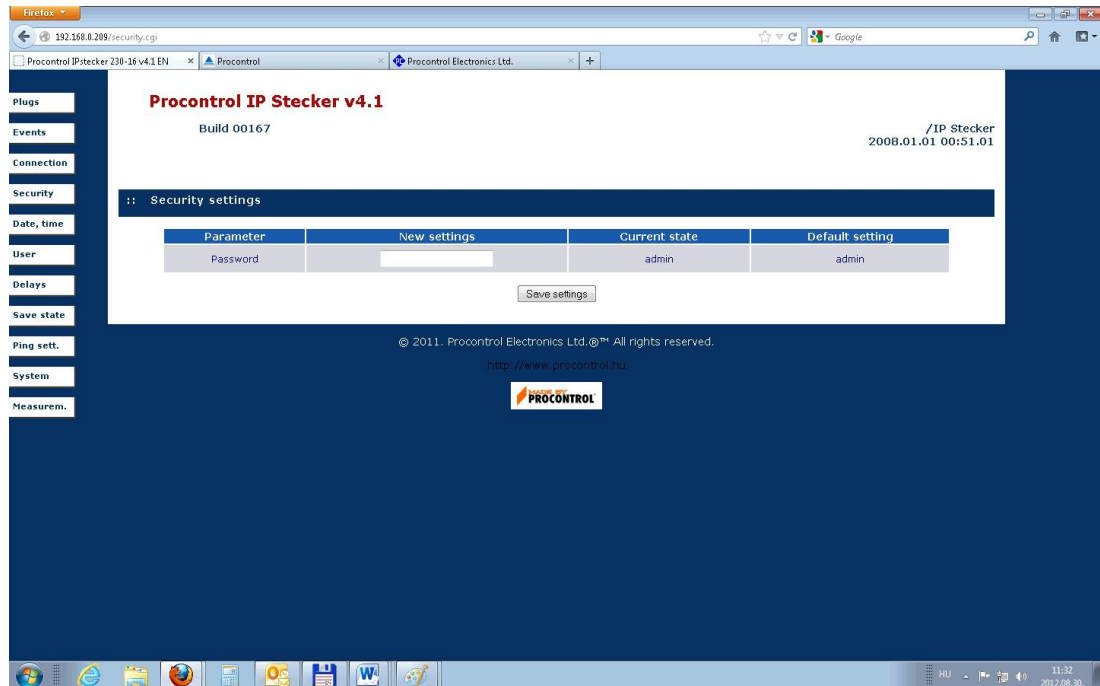 Firefox
192.168.0.209/security.cgi
Google
Procontrol IPstecker 230-16 v4.1 EN
Procontrol
Procontrol Electronics Ltd.
Plugs
Events
Connection
Security
Date, time
User
Delays
Save state
Ping sett.
System
Measurem.
Procontrol IP Stecker v4.1
Build 00167
/IP Stecker
2008.01.01 00:51.01
:: Security settings
Parameter New settings Current state Default setting
Password admin admin
Save settings
© 2011. Procontrol Electronics Ltd.®™ All rights reserved.
http://www.procontrol.hu
MADE BY
PROCONTROL
HU
11:32
2012.08.30.